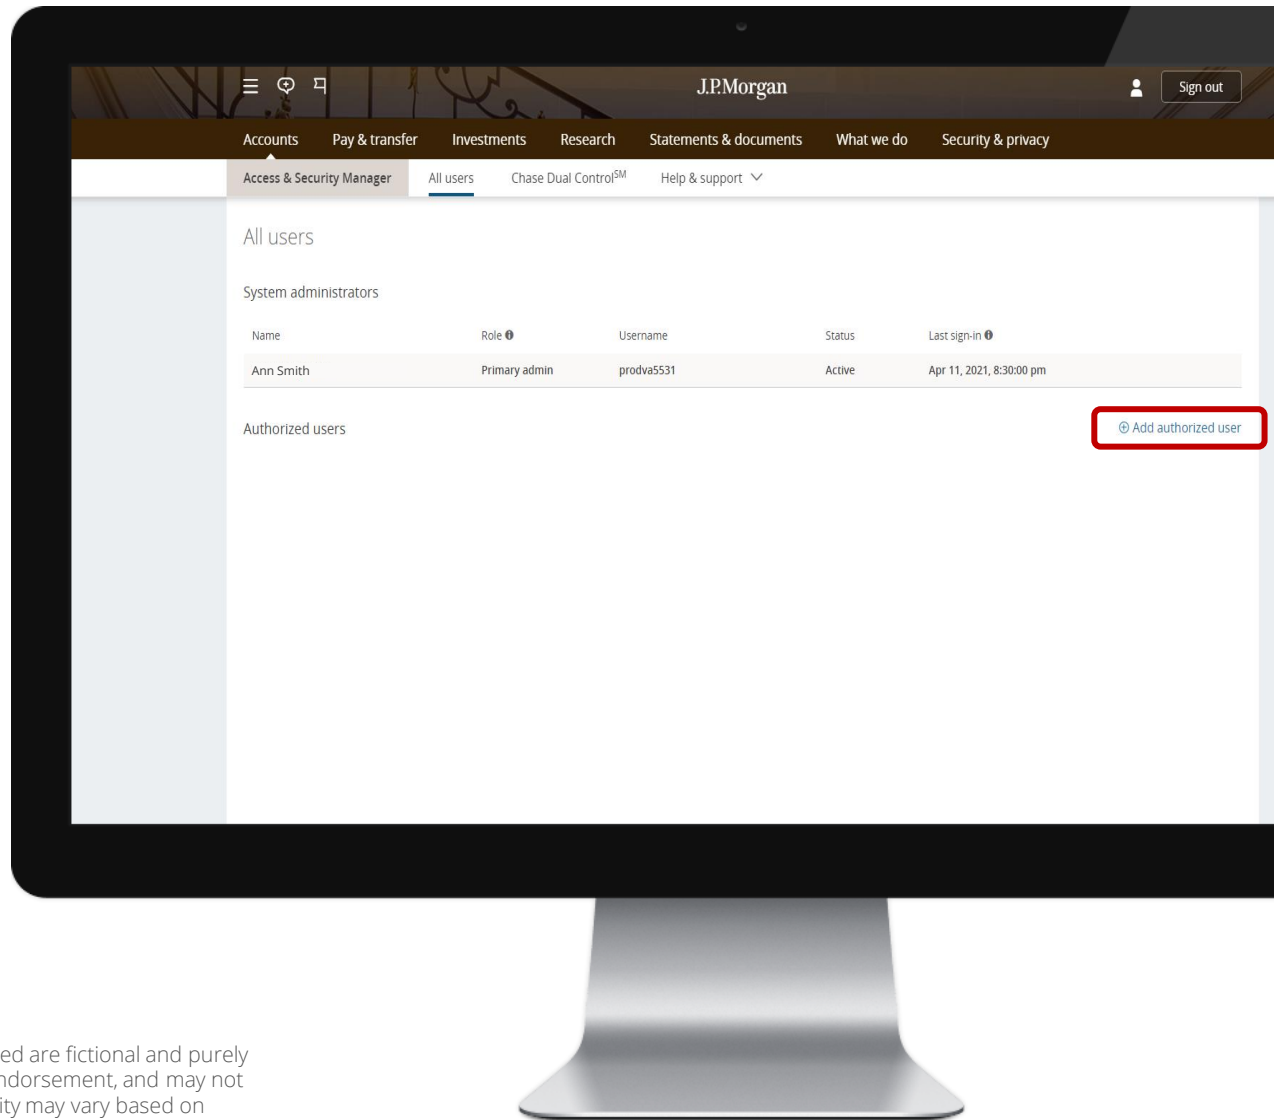 J.P.Morgan
Sign out
Accounts Pay & transfer Investments Research Statements & documents What we do Security & privacy
Access & Security Manager All users Chase Dual Control℠ Help & support
All users
System administrators
Name Role Username Status Last sign-in
Ann Smith Primary admin prodva5531 Active Apr 11, 2021, 8:30:00 pm
Authorized users Add authorized user
ed are fictional and purely
ndorsement, and may not
ity may vary based on